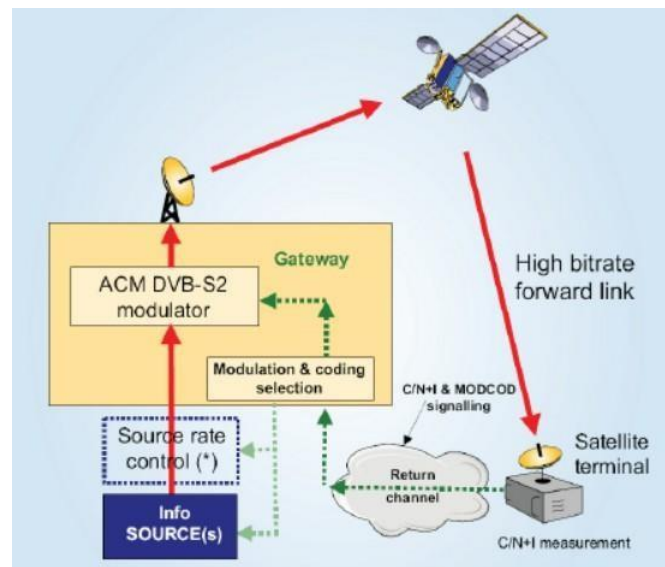 Gateway
ACM DVB-S2
modulator
High bitrate
forward link
Modulation & coding
selection
C/N+I & MODCOD
signalling
Source rate
control (*)
Satellite
terminal
Return
channel
Info
SOURCE(s)
C/N+I measurement